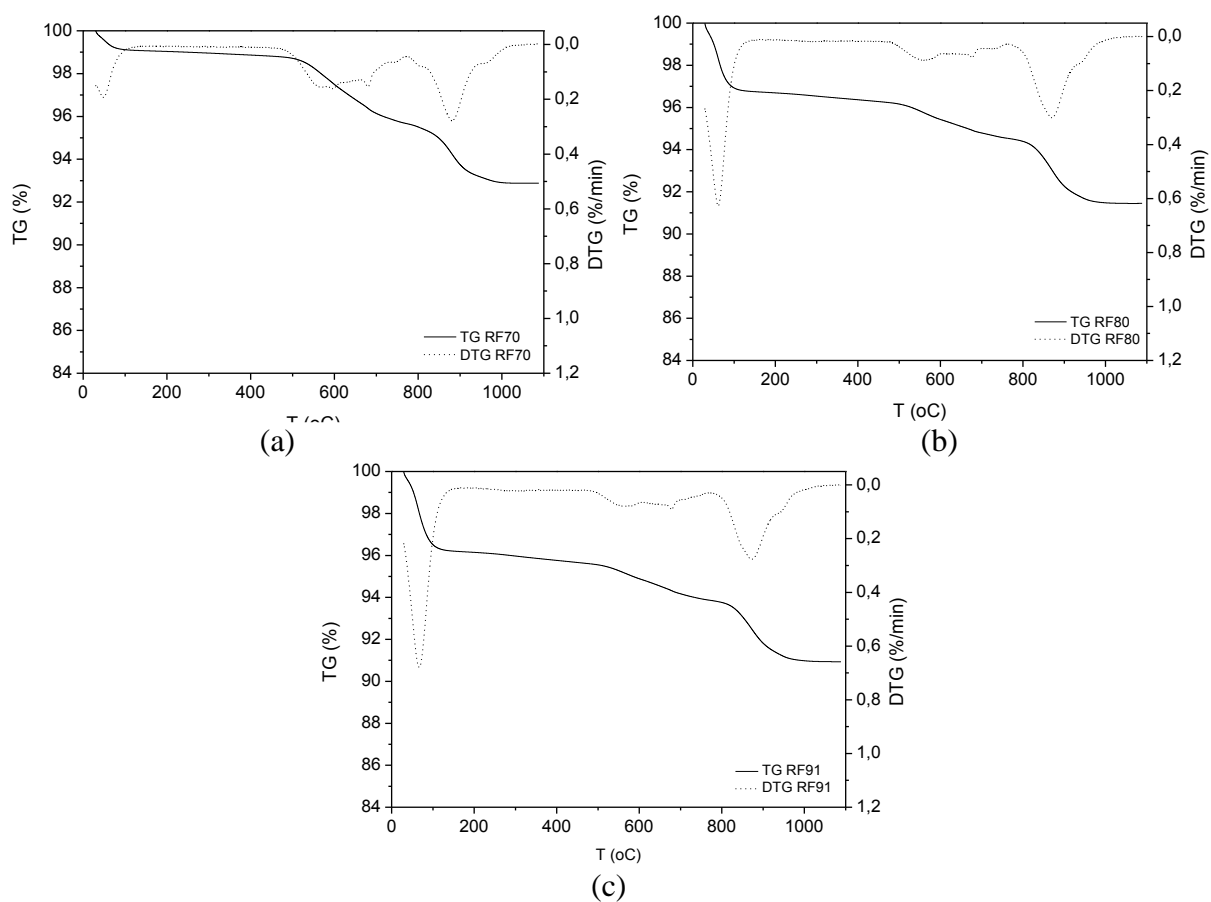 100
98
96
94
92
90
88
86
84
TG (%)
0 200 400 600 800 1000
T (oC)
0,0
0,2
0,4
0,6
0,8
1,0
1,2
DTG (%/min)
TG RF70
DTG RF70
(a)
100
98
96
94
92
90
88
86
84
TG (%)
0 200 400 600 800 1000
T (oC)
0,0
0,2
0,4
0,6
0,8
1,0
1,2
DTG (%/min)
TG RF80
DTG RF80
(b)
100
98
96
94
92
90
88
86
84
TG (%)
0 200 400 600 800 1000
T (oC)
0,0
0,2
0,4
0,6
0,8
1,0
1,2
DTG (%/min)
TG RF91
DTG RF91
(c)